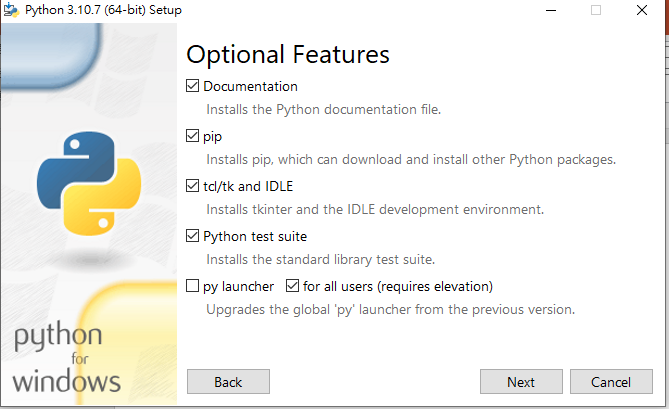 Python 3.10.7 (64-bit) Setup
Optional Features
Documentation
Installs the Python documentation file.
pip
Installs pip, which can download and install other Python packages.
tcl/tk and IDLE
Installs tkinter and the IDLE development environment.
Python test suite
Installs the standard library test suite.
py launcher for all users (requires elevation)
Upgrades the global 'py' launcher from the previous version.
python
for
windows
Back Next Cancel